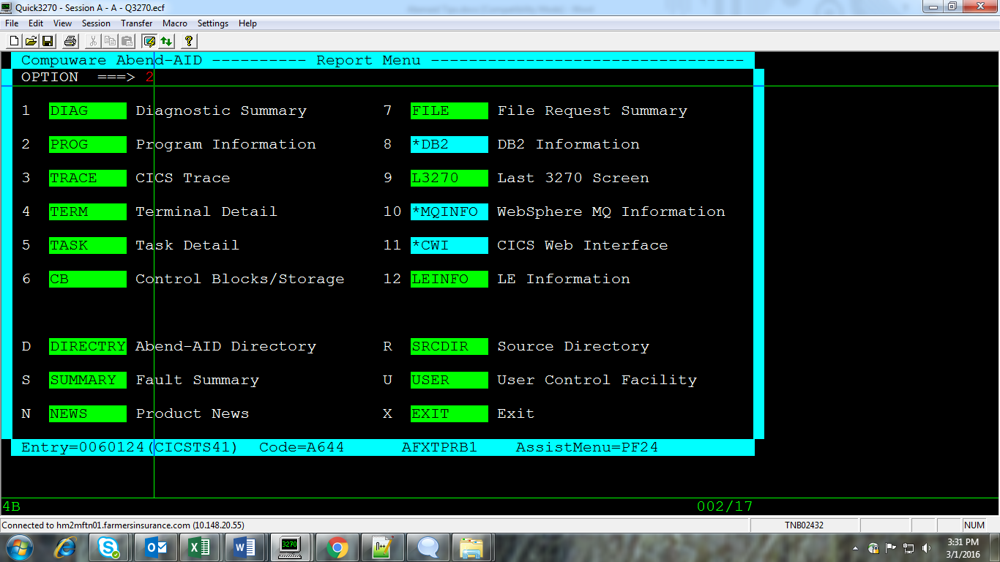 Quick3270 - Session A - A - Q3270.ecf
File Edit View Session Transfer Macro Settings Help
Compuware Abend-AID ---------- Report Menu ---------------------------------
OPTION ===> 2
1 DIAG Diagnostic Summary 7 FILE File Request Summary
2 PROG Program Information 8 *DB2 DB2 Information
3 TRACE CICS Trace 9 L3270 Last 3270 Screen
4 TERM Terminal Detail 10 *MQINFO WebSphere MQ Information
5 TASK Task Detail 11 *CWI CICS Web Interface
6 CB Control Blocks/Storage 12 LEINFO LE Information
D DIRECTRY Abend-AID Directory R SRCDIR Source Directory
S SUMMARY Fault Summary U USER User Control Facility
N NEWS Product News X EXIT Exit
Entry=0060124(CICSTS41) Code=A644 AFXTPRB1 AssistMenu=PF24
4B 002/17
Connected to hm2mftn01.farmersinsurance.com (10.148.20.55) TNB02432 NUM
3270
3:31 PM
3/1/2016